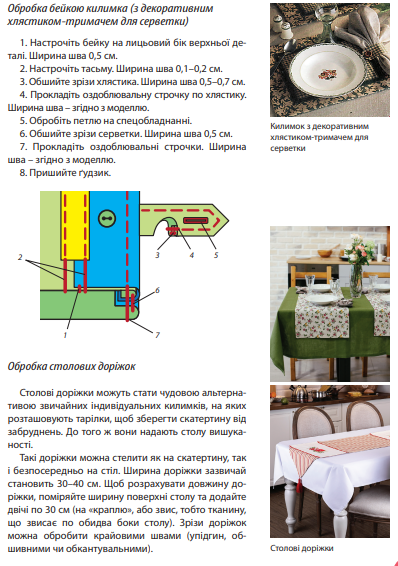 Обробка бейкою килимка (з декоративним
хлястиком-тримачем для серветки)
1. Настрочіть бейку на лицьовий бік верхньої де-
талі. Ширина шва 0,5 см.
2. Настрочіть тасьму. Ширина шва 0,1–0,2 см.
3. Обшийте зрізи хлястика. Ширина шва 0,5–0,7 см.
4. Прокладіть оздоблювальну строчку по хлястику.
Ширина шва – згідно з моделлю.
5. Обробіть петлю на спецобладнанні.
6. Обшийте зрізи серветки. Ширина шва 0,5 см.
7. Прокладіть оздоблювальні строчки. Ширина
шва – згідно з моделлю.
8. Пришийте ґудзик.
Килимок з декоративним
хлястиком-тримачем для
серветки
2
3
4
5
6
1
7
Обробка столових доріжок
Столові доріжки можуть стати чудовою альтерна-
тивою звичайних індивідуальних килимків, на яких
розташовують тарілки, щоб зберегти скатертину від
забруднень. До того ж вони надають столу вишука-
ності.
Такі доріжки можна стелити як на скатертину, так
і безпосередньо на стіл. Ширина доріжки зазвичай
становить 30–40 см. Щоб розрахувати довжину до-
ріжки, поміряйте ширину поверхні столу та додайте
двічі по 30 см (на «краплю», або звис, тобто тканину,
що звисає по обидва боки столу). Зрізи доріжок
можна обробити крайовими швами (упідгин, об-
шивними чи обкантувальними).
Столові доріжки